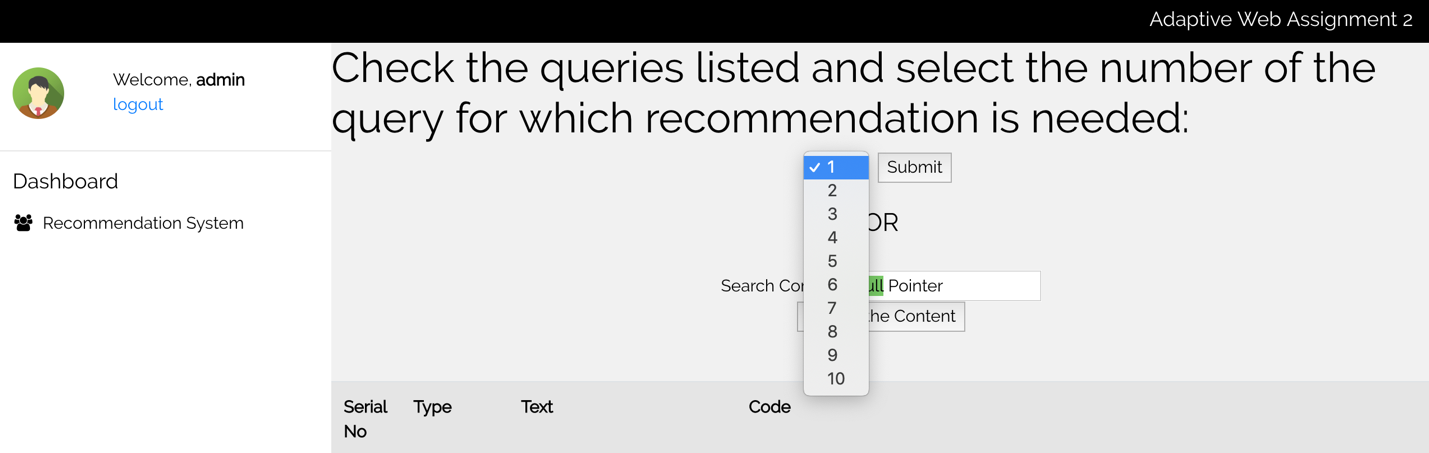 Adaptive Web Assignment 2
Welcome, admin
logout
Dashboard
Recommendation System
Check the queries listed and select the number of the
query for which recommendation is needed:
1
2
3
4
5
6
7
8
9
10
Submit
OR
Search Pointer
the Content
Serial Type Text Code
No